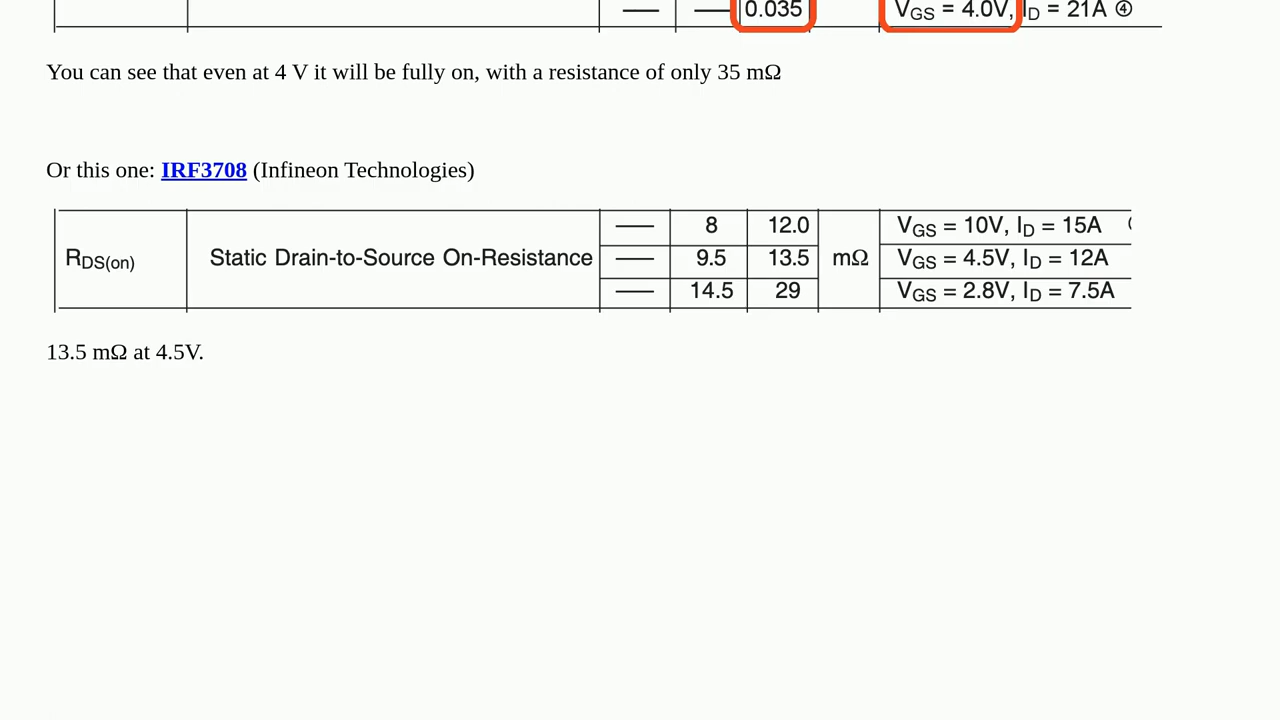 —— —— 0.035 VGS = 4.0V, ID = 21A ④
You can see that even at 4 V it will be fully on, with a resistance of only 35 mΩ
Or this one: IRF3708 (Infineon Technologies)
—— 8 12.0 VGS = 10V, ID = 15A
RDS(on) Static Drain-to-Source On-Resistance —— 9.5 13.5 mΩ VGS = 4.5V, ID = 12A
—— 14.5 29 VGS = 2.8V, ID = 7.5A
13.5 mΩ at 4.5V.